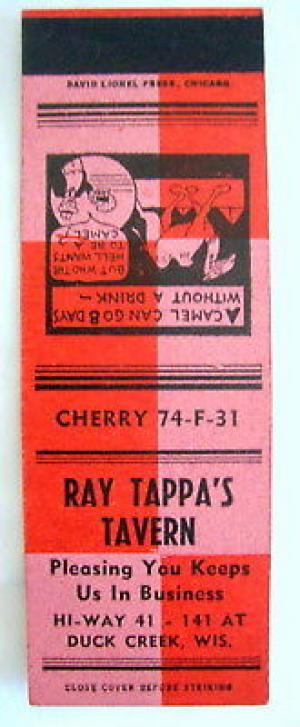 DAVID LIONEL PRESS, CHICAGO
A CAMEL CAN GO 8 DAYS
WITHOUT A DRINK -
BUT WHO THE
HELL WANTS
TO BE A
CAMEL?
CHERRY 74-F-31
RAY TAPPA'S
TAVERN
Pleasing You Keeps
Us In Business
HI-WAY 41 - 141 AT
DUCK CREEK, WIS.
CLOSE COVER BEFORE STRIKING